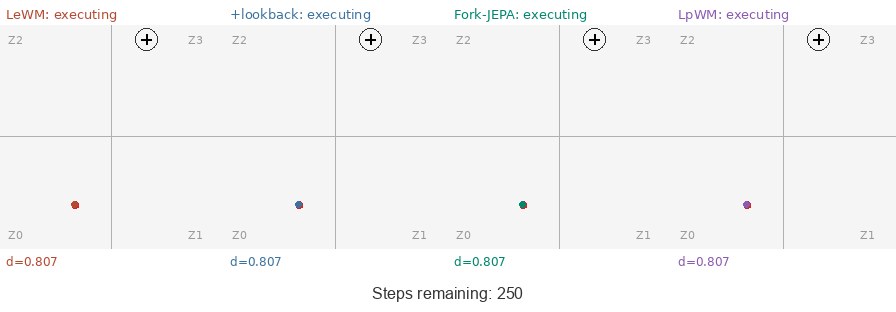 LeWM: executing +lookback: executing Fork-JEPA: executing LpWM: executing
Z2 Z3 Z2 Z3 Z2 Z3 Z2 Z3
Z0 Z1 Z0 Z1 Z0 Z1 Z0 Z1
d=0.807 d=0.807 d=0.807 d=0.807
Steps remaining: 250